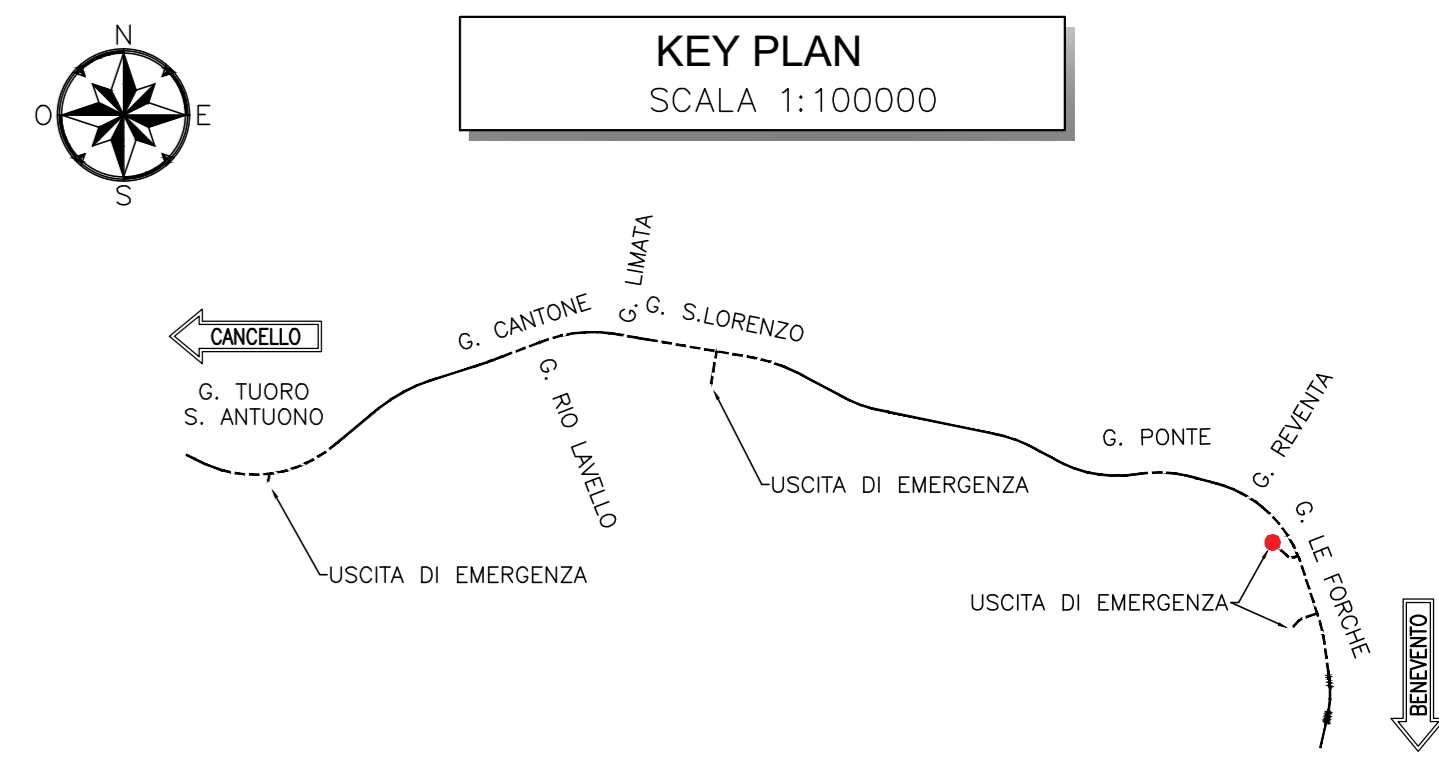 N
O
E
S
KEY PLAN
SCALA 1:100000
CANCELLO
G. TUORO
S. ANTUONO
G. CANTONE
G. LIMATA
G. S.LORENZO
G. RIO LAVELLO
USCITA DI EMERGENZA
USCITA DI EMERGENZA
G. PONTE
G. REVENTA
G. LE FORCHE
USCITA DI EMERGENZA
BENEVENTO